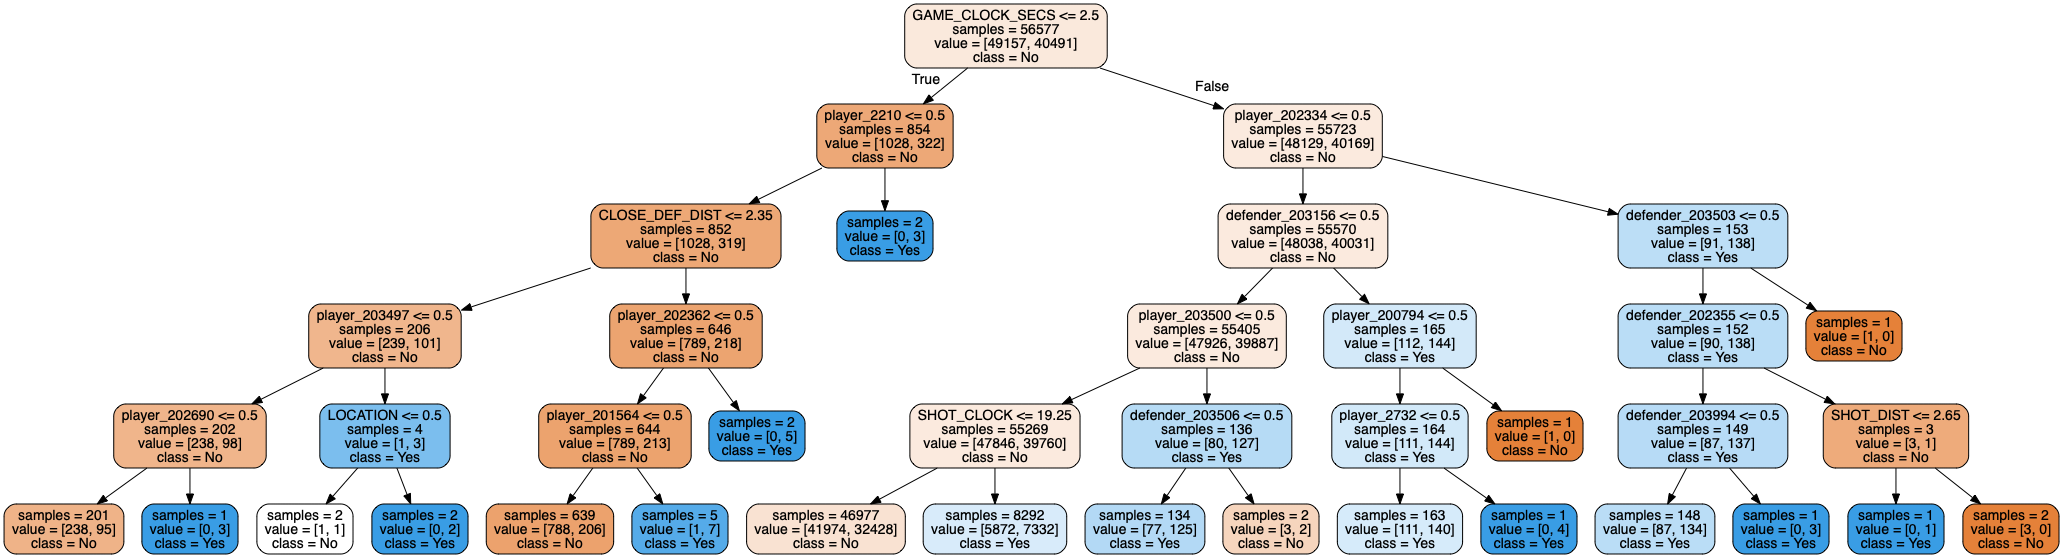 GAME_CLOCK_SECS <= 2.5
samples = 56577
value = [49157, 40491]
class = No
True
False
player_2210 <= 0.5
samples = 854
value = [1028, 322]
class = No
player_202334 <= 0.5
samples = 55723
value = [48129, 40169]
class = No
CLOSE_DEF_DIST <= 2.35
samples = 852
value = [1028, 319]
class = No
samples = 2
value = [0, 3]
class = Yes
defender_203156 <= 0.5
samples = 55570
value = [48038, 40031]
class = No
defender_203503 <= 0.5
samples = 153
value = [91, 138]
class = Yes
player_203497 <= 0.5
samples = 206
value = [239, 101]
class = No
player_202362 <= 0.5
samples = 646
value = [789, 218]
class = No
player_203500 <= 0.5
samples = 55405
value = [47926, 39887]
class = No
player_200794 <= 0.5
samples = 165
value = [112, 144]
class = Yes
defender_202355 <= 0.5
samples = 152
value = [90, 138]
class = Yes
samples = 1
value = [1, 0]
class = No
player_202690 <= 0.5
samples = 202
value = [238, 98]
class = No
LOCATION <= 0.5
samples = 4
value = [1, 3]
class = Yes
player_201564 <= 0.5
samples = 644
value = [789, 213]
class = No
samples = 2
value = [0, 5]
class = Yes
SHOT_CLOCK <= 19.25
samples = 55269
value = [47846, 39760]
class = No
defender_203506 <= 0.5
samples = 136
value = [80, 127]
class = Yes
player_2732 <= 0.5
samples = 164
value = [111, 144]
class = Yes
samples = 1
value = [1, 0]
class = No
defender_203994 <= 0.5
samples = 149
value = [87, 137]
class = Yes
SHOT_DIST <= 2.65
samples = 3
value = [3, 1]
class = No
samples = 201
value = [238, 95]
class = No
samples = 1
value = [0, 3]
class = Yes
samples = 2
value = [1, 1]
class = No
samples = 2
value = [0, 2]
class = Yes
samples = 639
value = [788, 206]
class = No
samples = 5
value = [1, 7]
class = Yes
samples = 46977
value = [41974, 32428]
class = No
samples = 8292
value = [5872, 7332]
class = Yes
samples = 134
value = [77, 125]
class = Yes
samples = 2
value = [3, 2]
class = No
samples = 163
value = [111, 140]
class = Yes
samples = 1
value = [0, 4]
class = Yes
samples = 148
value = [87, 134]
class = Yes
samples = 1
value = [0, 3]
class = Yes
samples = 1
value = [0, 1]
class = Yes
samples = 2
value = [3, 0]
class = No